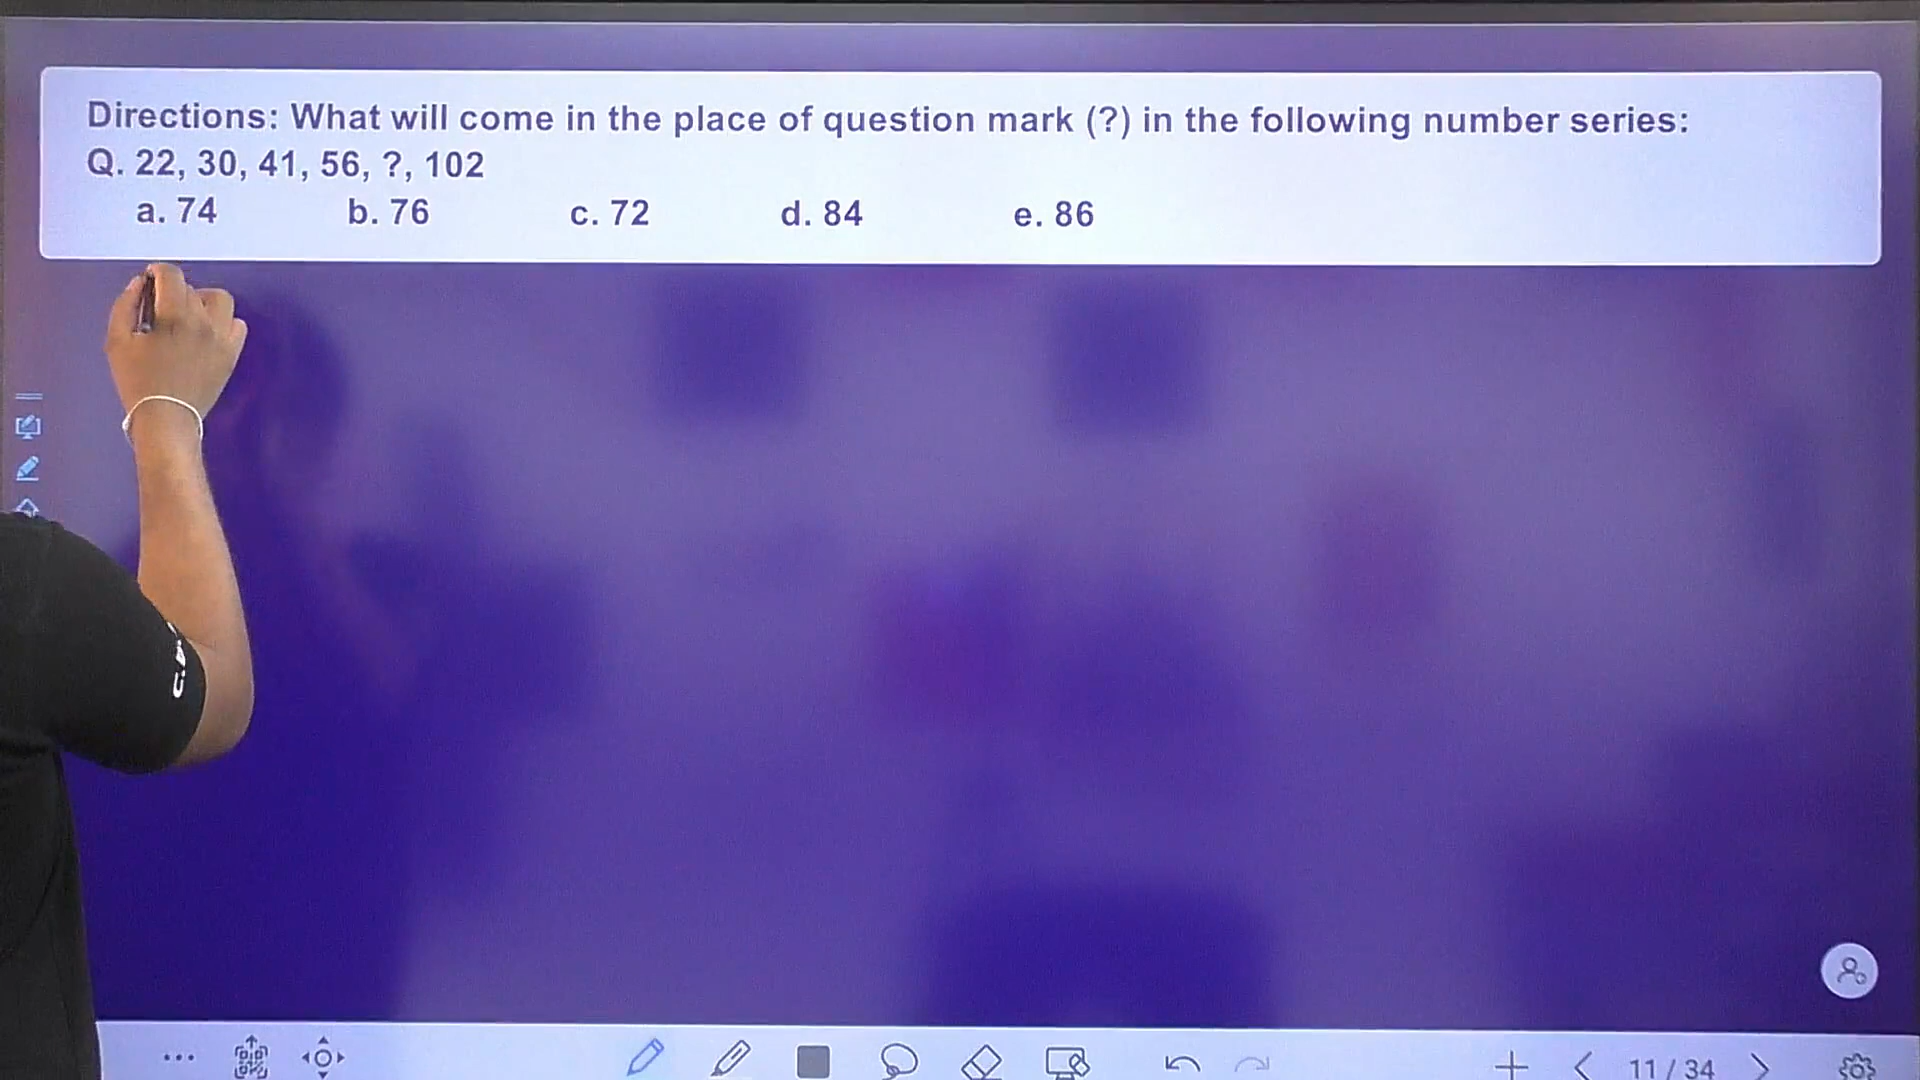 Directions: What will come in the place of question mark (?) in the following number series:
Q. 22, 30, 41, 56, ?, 102
a. 74 b. 76 c. 72 d. 84 e. 86
11 / 34